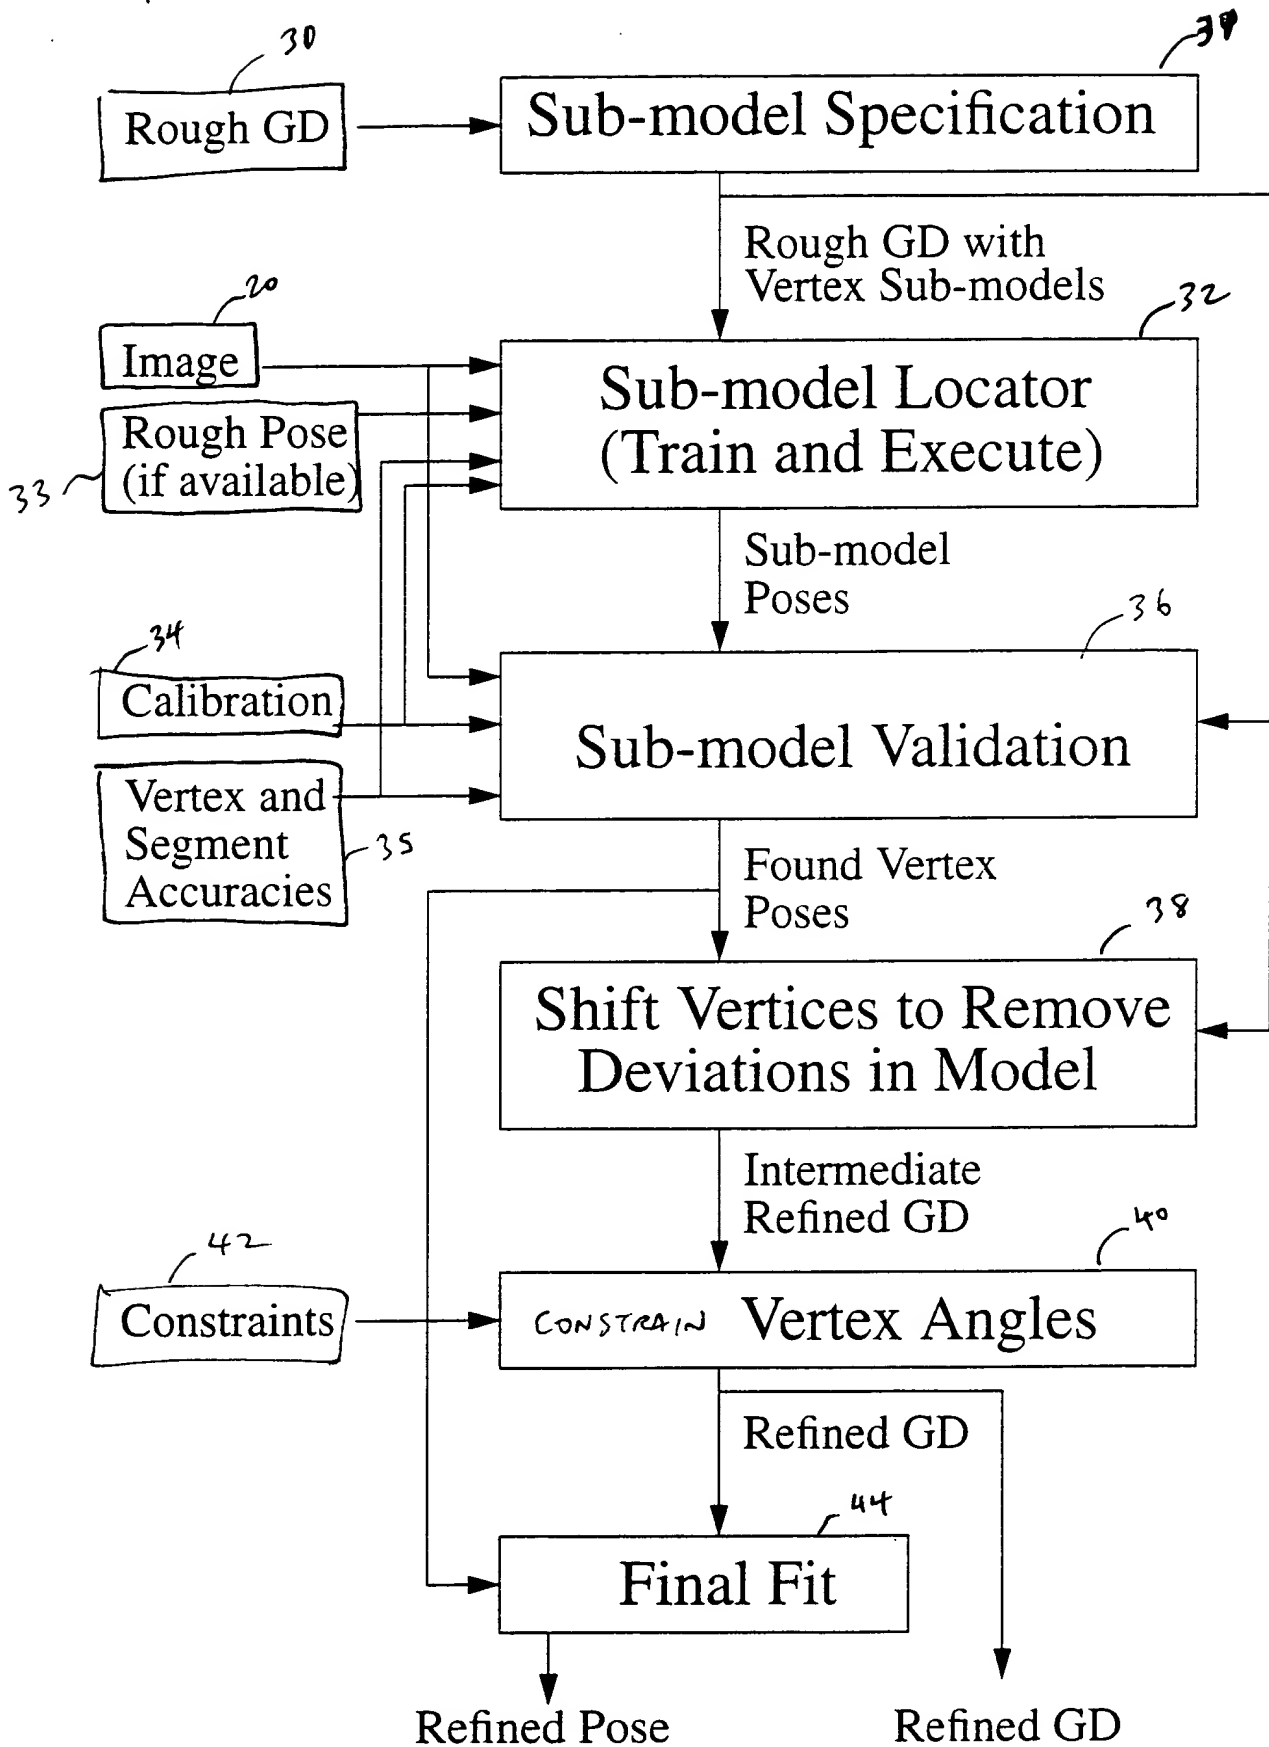 30
Rough GD
Sub-model Specification
Rough GD with
Vertex Sub-models
20
Image
32
Sub-model Locator
(Train and Execute)
Rough Pose
(if available)
33
Sub-model
Poses
34
Calibration
36
Sub-model Validation
Vertex and
Segment
Accuracies
35
Found Vertex
Poses
38
Shift Vertices to Remove
Deviations in Model
Intermediate
Refined GD
42
Constraints
40
CONSTRAIN Vertex Angles
Refined GD
44
Final Fit
Refined Pose
Refined GD